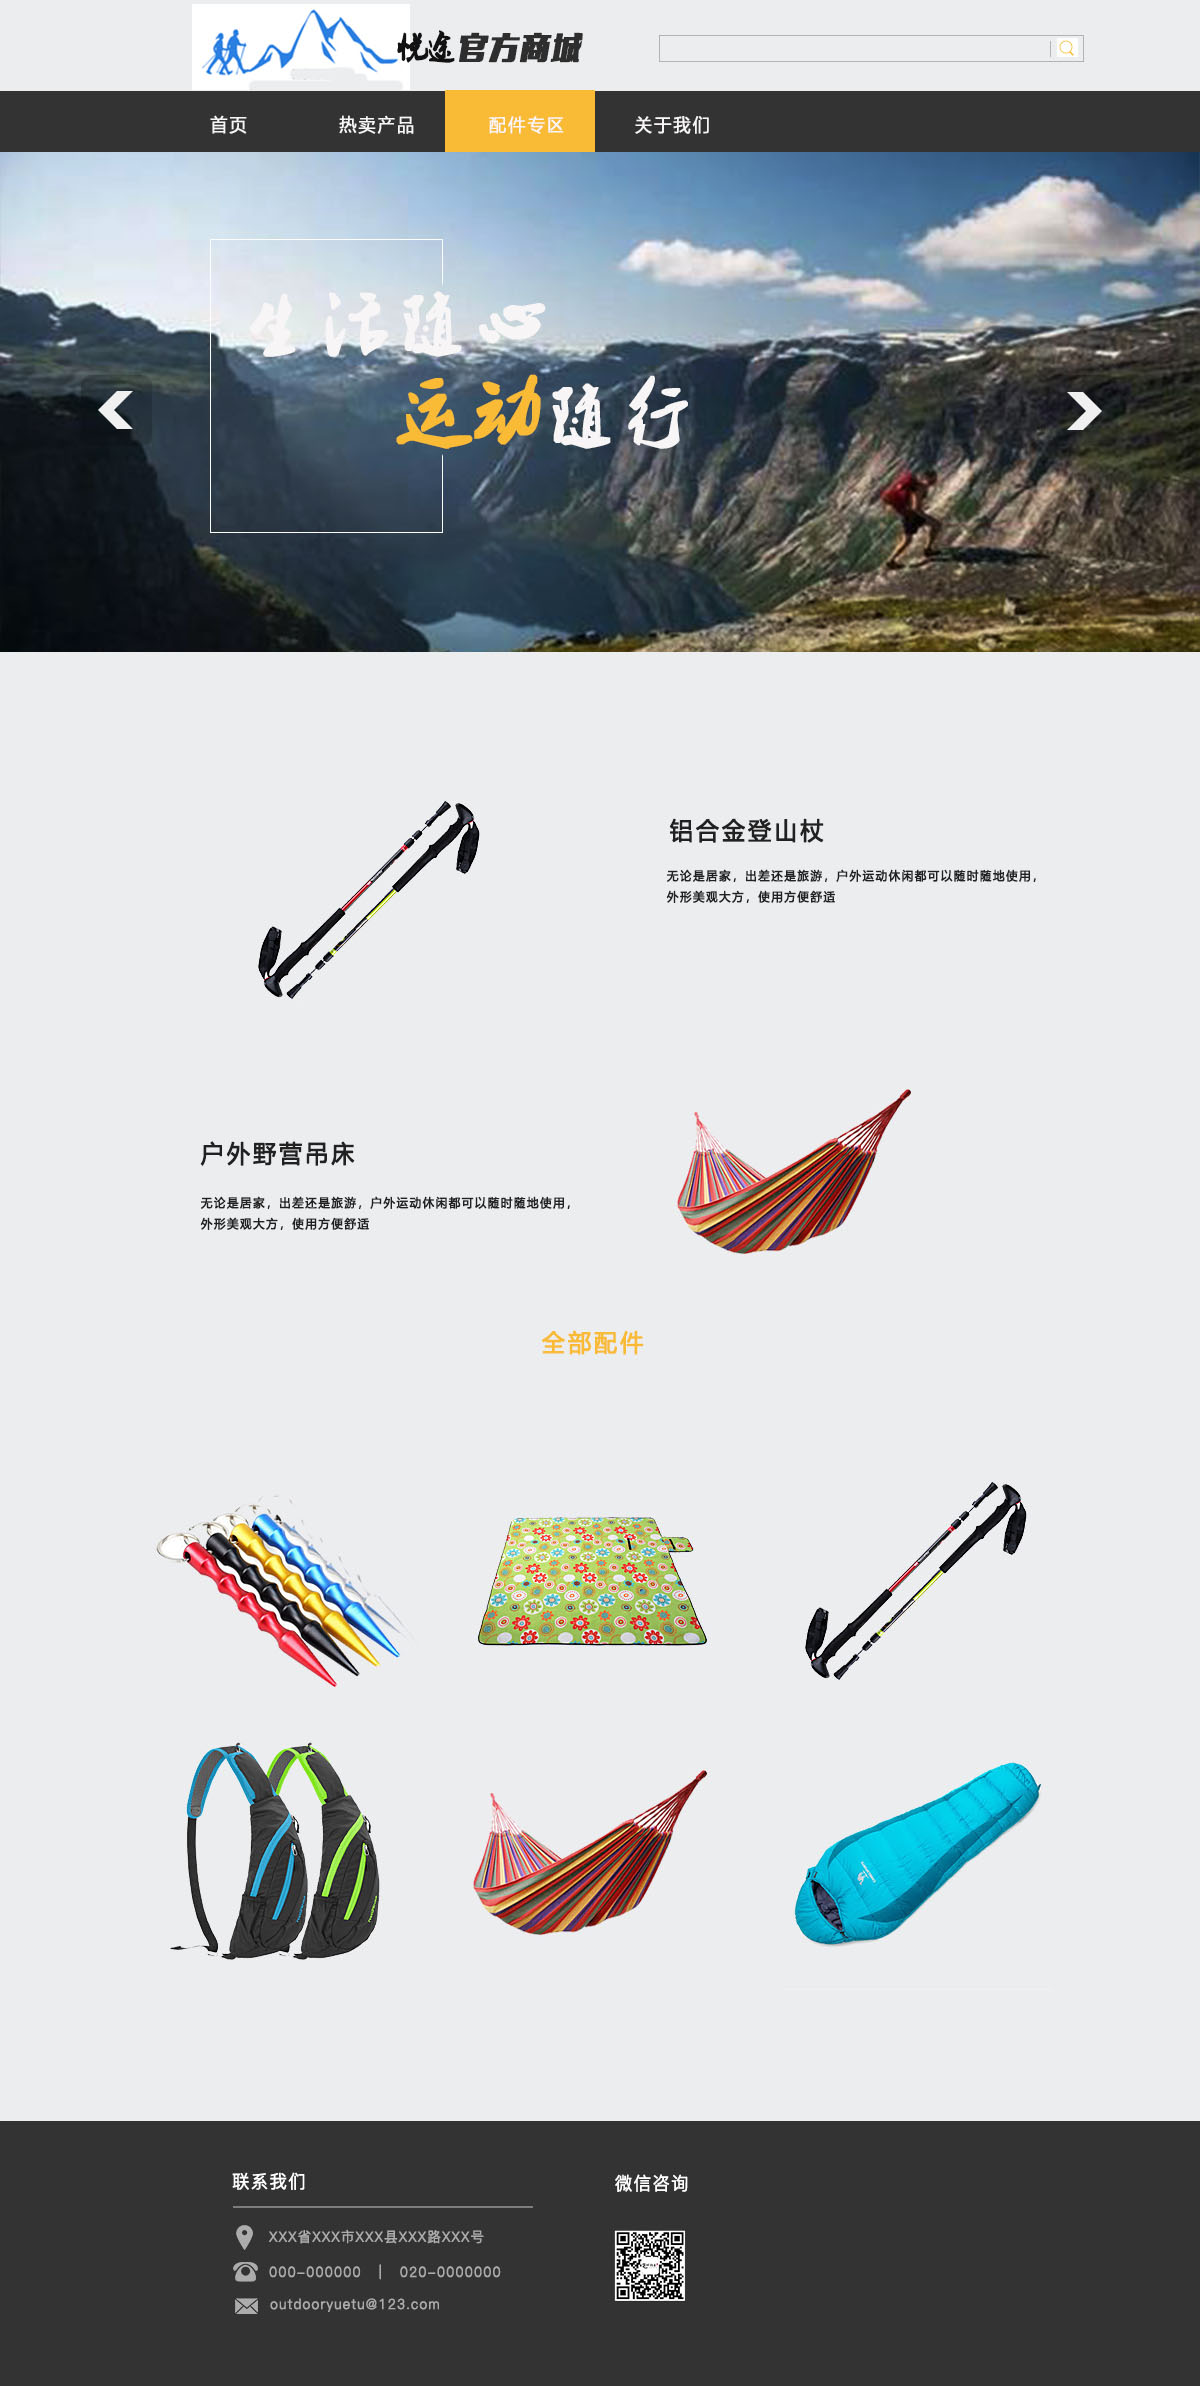 悦途官方商城
首页 热卖产品 配件专区 关于我们
生活随心
运动随行
铝合金登山杖
无论是居家，出差还是旅游，户外运动休闲都可以随时随地使用，
外形美观大方，使用方便舒适
户外野营吊床
无论是居家，出差还是旅游，户外运动休闲都可以随时随地使用，
外形美观大方，使用方便舒适
全部配件
联系我们
XXX省XXX市XXX县XXX路XXX号
000-000000 | 020-0000000
outdooryuetu@123.com
微信咨询